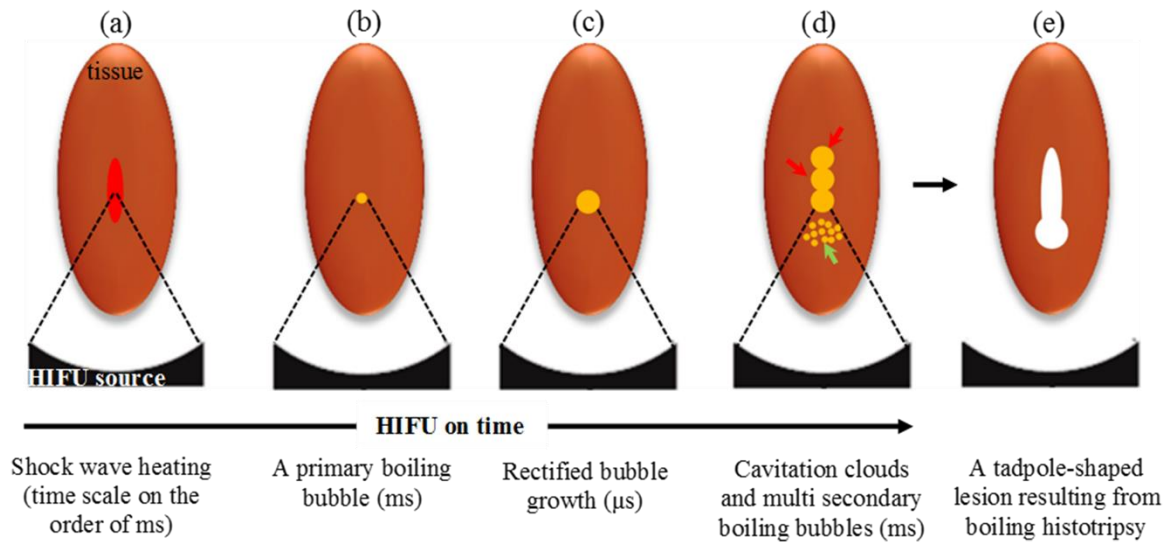 (a)
(b)
(c)
(d)
(e)
tissue
HIFU source
HIFU on time
Shock wave heating
(time scale on the
order of ms)
A primary boiling
bubble (ms)
Rectified bubble
growth (μs)
Cavitation clouds
and multi secondary
boiling bubbles (ms)
A tadpole-shaped
lesion resulting from
boiling histotripsy